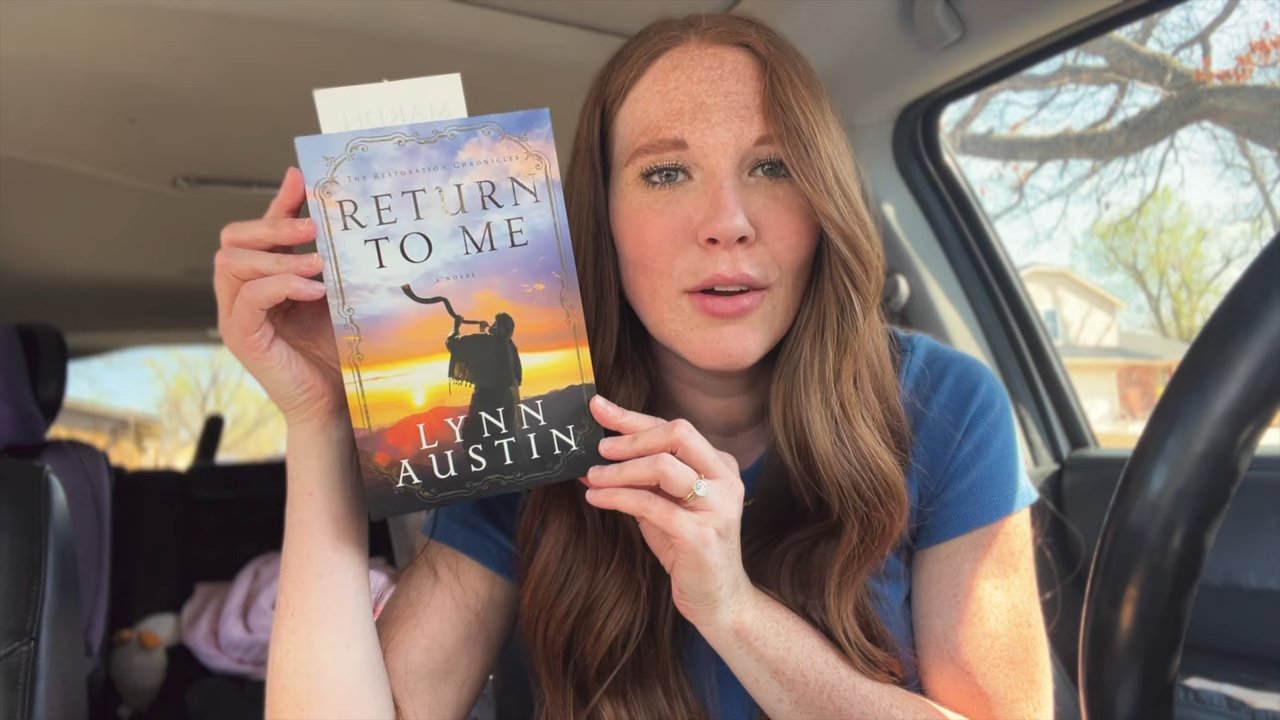 THE RESTORATION CHRONICLES
RETURN
TO ME
A NOVEL
LYNN
AUSTIN